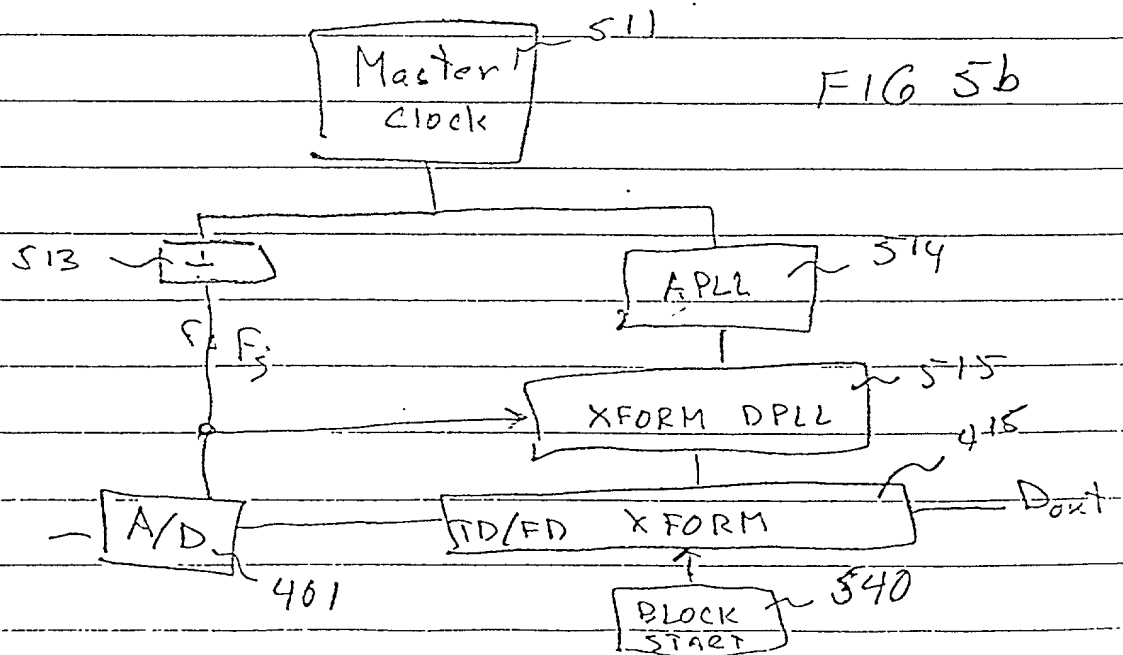 511
Master
Clock
FIG 5b
513
÷
514
APLL
Fs
515
XFORM DPLL
415
A/D
TD/FD XFORM
Dout
401
540
BLOCK
START